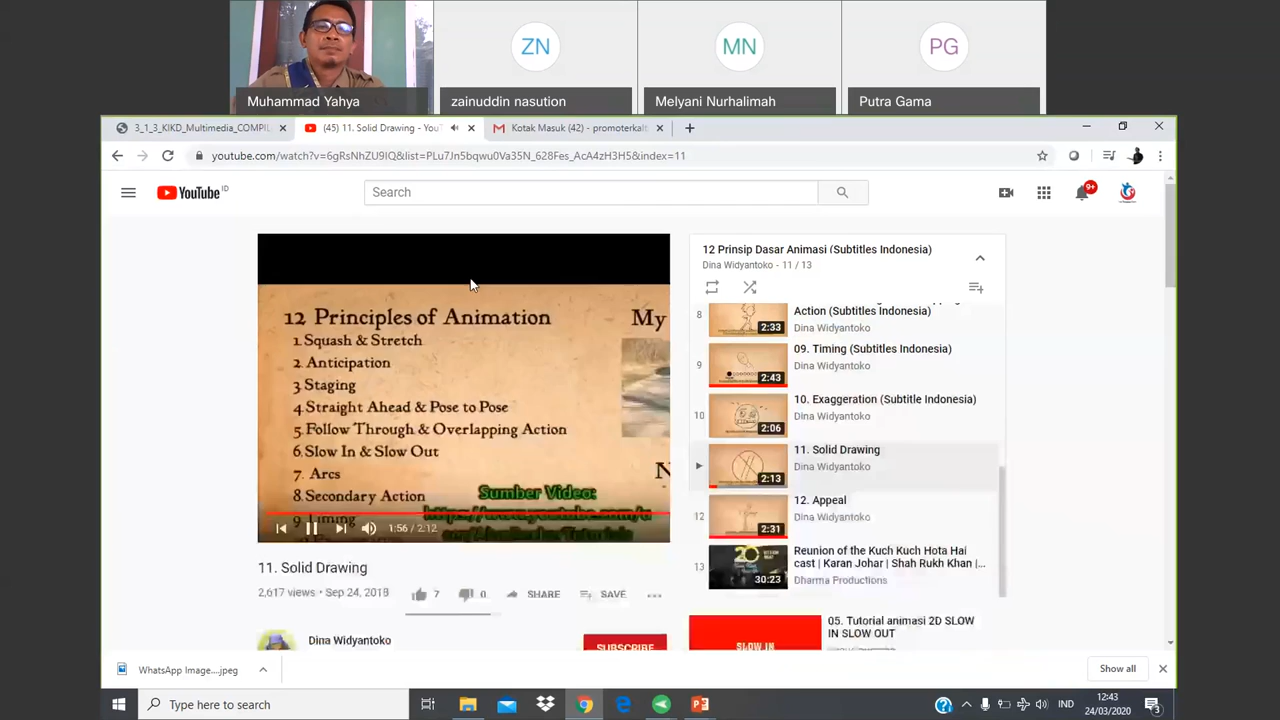 ZN
MN
PG
Muhammad Yahya
zainuddin nasution
Melyani Nurhalimah
Putra Gama
3_1_3_KIKD_Multimedia_COMPIL
(45) 11. Solid Drawing - You
Kotak Masuk (42) - promoterkalt
youtube.com/watch?v=6gRsNhZU9IQ&list=PLu7Jn5bqwu0Va35N_628Fes_AcA4zH3H5&index=11
YouTube ID
Search
9+
12 Principles of Animation
My
1. Squash & Stretch
2. Anticipation
3. Staging
4. Straight Ahead & Pose to Pose
5. Follow Through & Overlapping Action
6. Slow In & Slow Out
7. Arcs
8. Secondary Action
9. Timing
N
Sumber Video:
1:56 / 2:12
12 Prinsip Dasar Animasi (Subtitles Indonesia)
Dina Widyantoko - 11 / 13
8
2:33
Action (Subtitles Indonesia)
Dina Widyantoko
9
2:43
09. Timing (Subtitles Indonesia)
Dina Widyantoko
10
2:06
10. Exaggeration (Subtitle Indonesia)
Dina Widyantoko
2:13
11. Solid Drawing
Dina Widyantoko
12
2:31
12. Appeal
Dina Widyantoko
13
20
30:23
Reunion of the Kuch Kuch Hota Hai
cast | Karan Johar | Shah Rukh Khan |...
Dharma Productions
11. Solid Drawing
2,617 views • Sep 24, 2018
7
0
SHARE
SAVE
Dina Widyantoko
SUBSCRIBE
SLOW IN
05. Tutorial animasi 2D SLOW
IN SLOW OUT
WhatsApp Image....jpeg
Show all
Type here to search
IND
12:43
24/03/2020
3